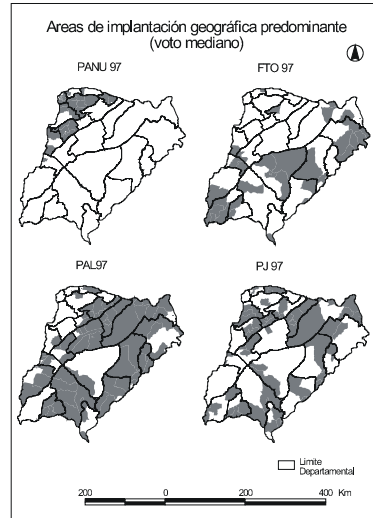 Areas de implantación geográfica predominante
(voto mediano)
PANU 97
FTO 97
PAL97
PJ 97
Limite
Departamental
200 0 200 400 Km